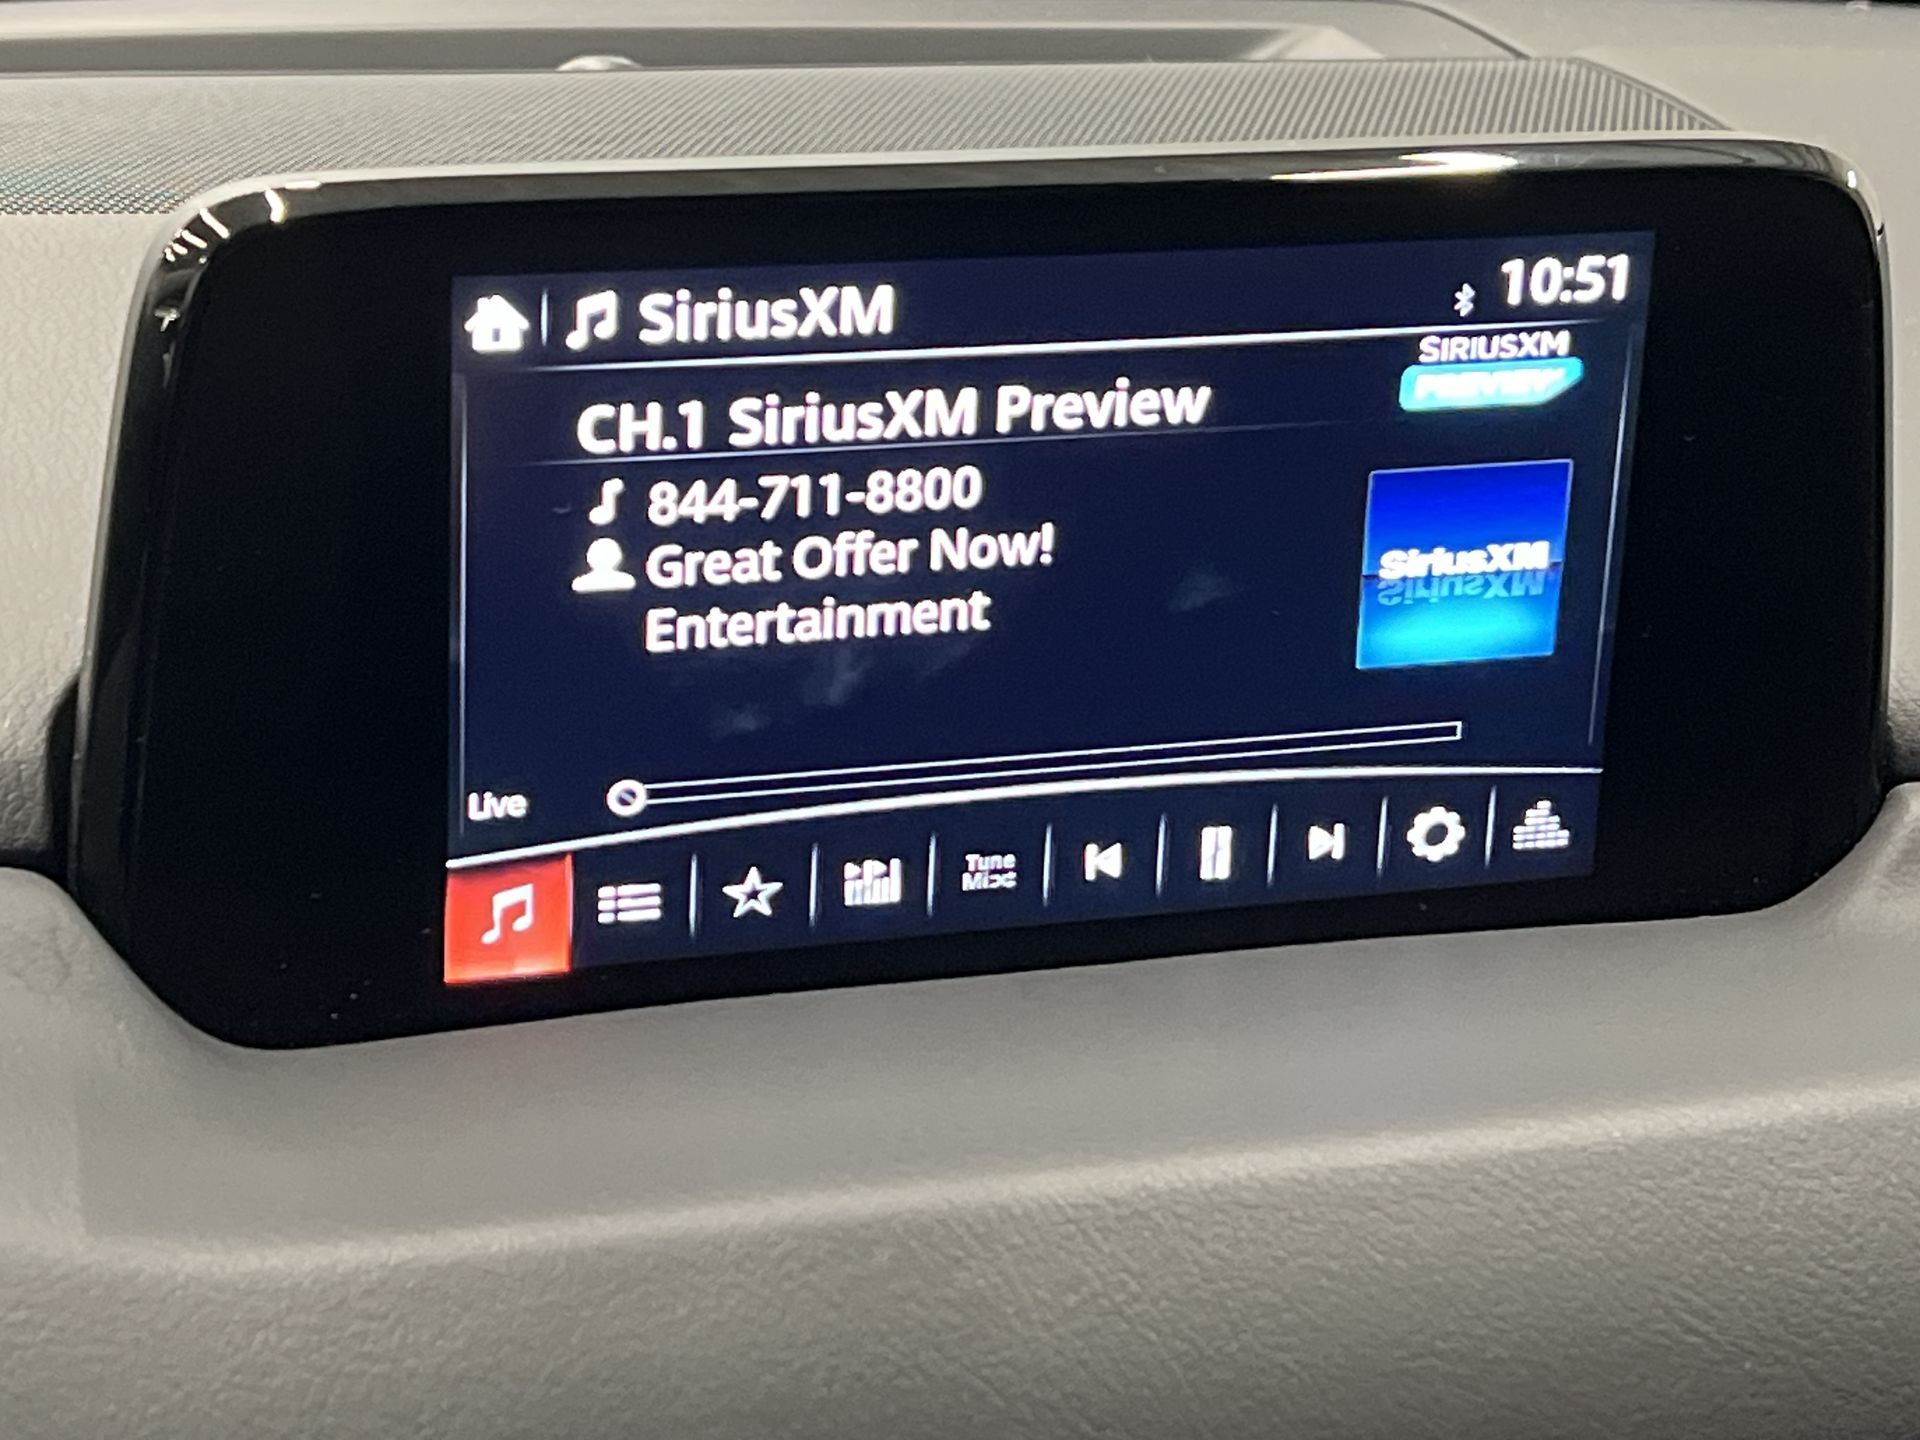 SiriusXM
10:51
SIRIUSXM
PREVIEW
CH.1 SiriusXM Preview
844-711-8800
Great Offer Now!
Entertainment
SiriusXM
Live
Tune
Mix